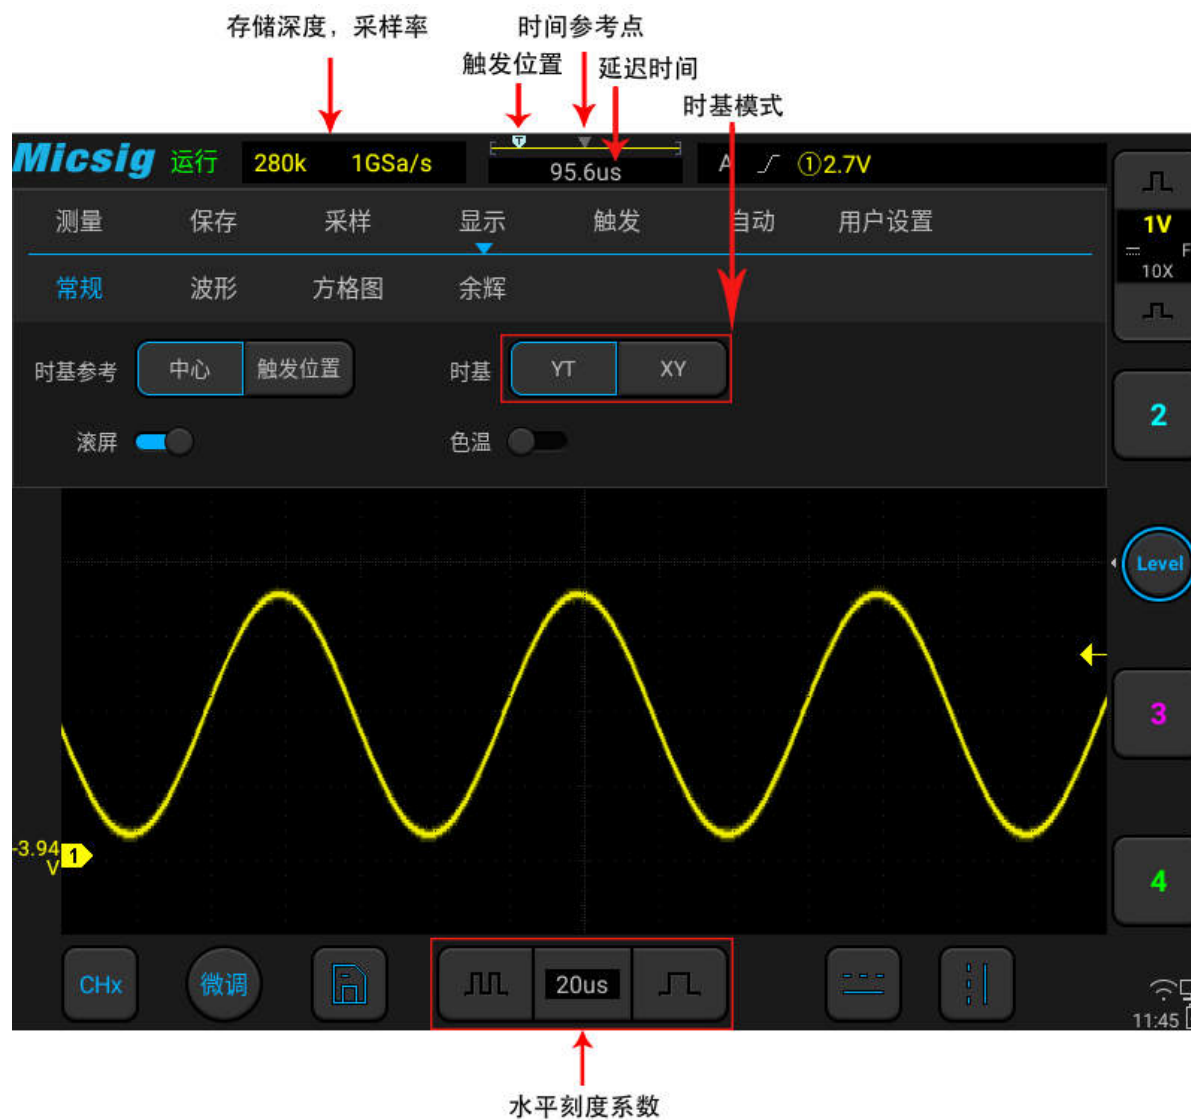 存储深度，采样率 时间参考点
触发位置 延迟时间
时基模式
Micsig 运行 280k 1GSa/s T 95.6us A ①2.7V
测量 保存 采样 显示 触发 自动 用户设置
1V
F
10X
常规 波形 方格图 余辉
时基参考 中心 触发位置 时基 YT XY
2
滚屏 色温
Level
3
-3.94
V
1
4
CHx 微调 20us
11:45
水平刻度系数